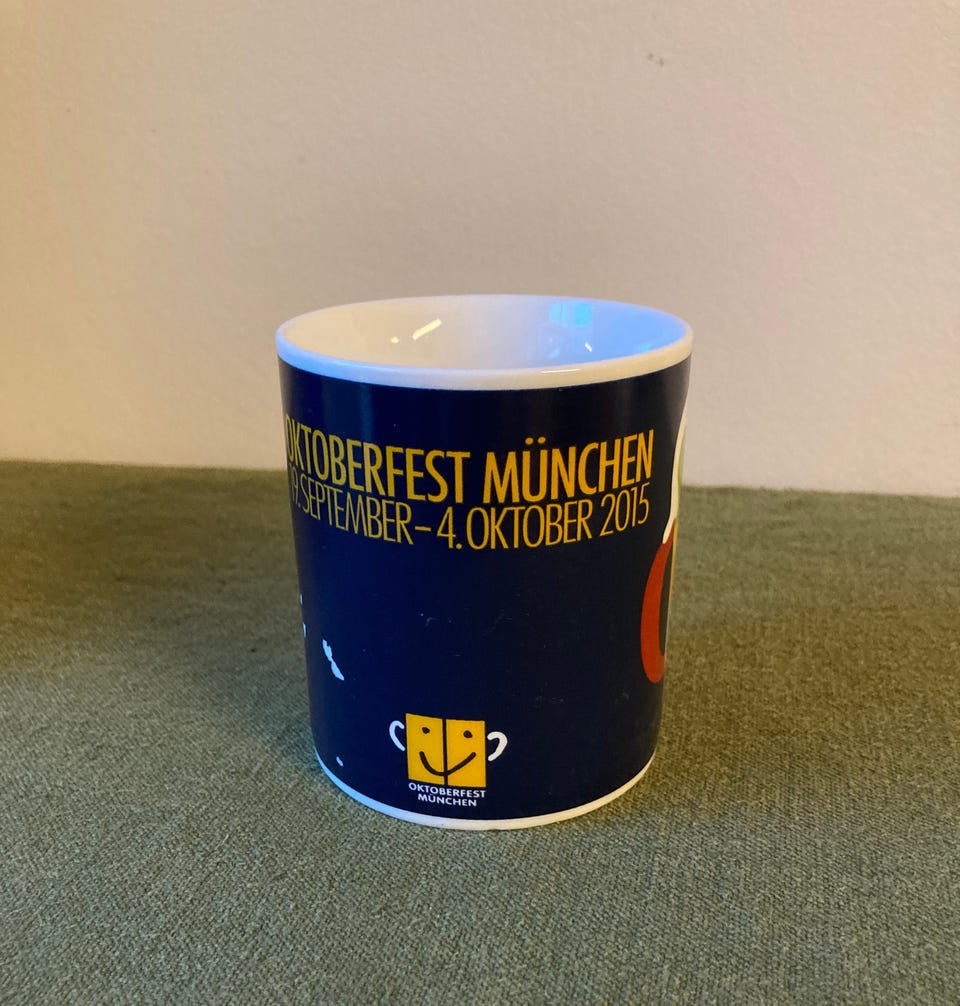 OKTOBERFEST MÜNCHEN
19. SEPTEMBER – 4. OKTOBER 2015
OKTOBERFEST
MÜNCHEN